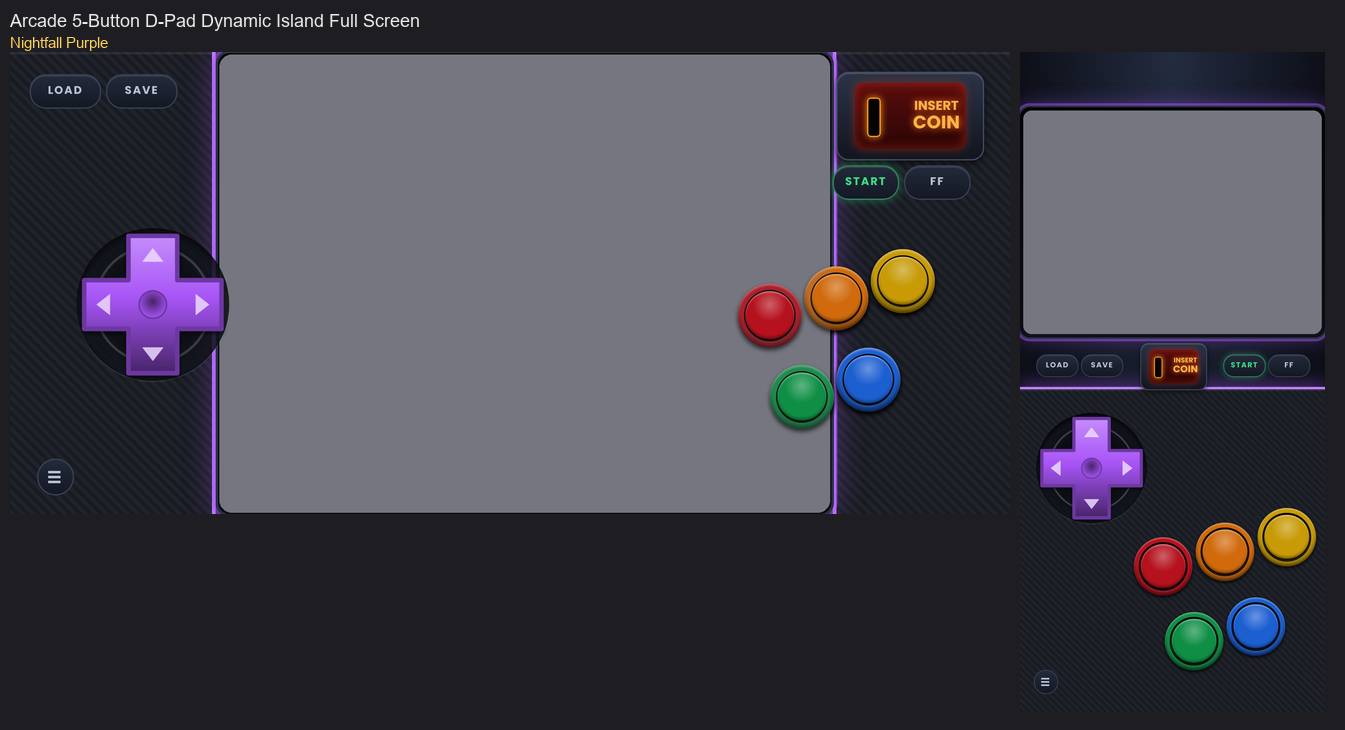 Arcade 5-Button D-Pad Dynamic Island Full Screen
Nightfall Purple
LOAD SAVE
INSERT
COIN
START FF
LOAD SAVE
INSERT
COIN
START FF